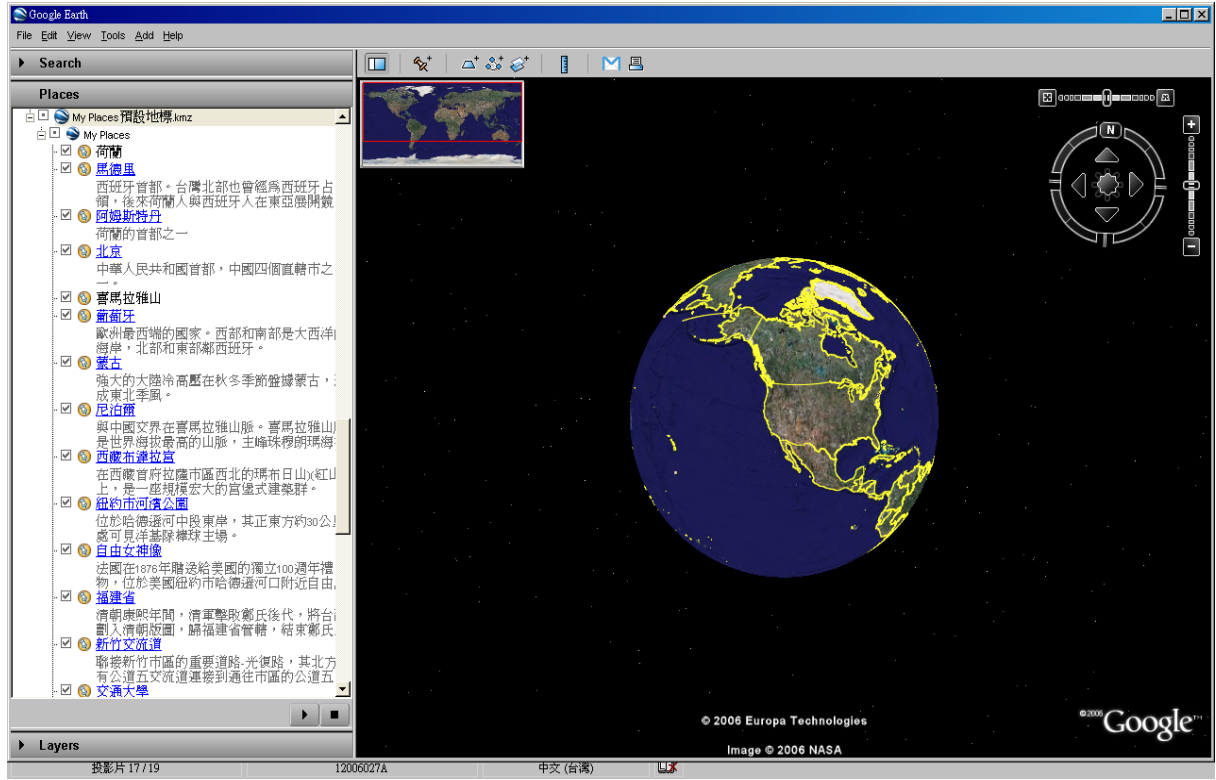 Google Earth
File Edit View Tools Add Help
Search
Places
My Places預設地標.kmz
My Places
荷蘭
馬德里
西班牙首都。台灣北部也曾經為西班牙占
領,後來荷蘭人與西班牙人在東亞展開競
阿姆斯特丹
荷蘭的首都之一
北京
中華人民共和國首都,中國四個直轄市之
一。
喜馬拉雅山
葡萄牙
歐洲最西端的國家。西部和南部是大西洋
海岸,北部和東部鄰西班牙。
蒙古
強大的大陸冷高壓在秋冬季節盤據蒙古,
成東北季風。
尼泊爾
與中國交界在喜馬拉雅山脈。喜馬拉雅山
是世界海拔最高的山脈,主峰珠穆朗瑪海
西藏布達拉宮
在西藏首府拉薩市區西北的瑪布日山(紅山
上,是一座規模宏大的宮堡式建築群。
紐約市河濱公園
位於哈德遜河中段東岸,其正東方約30公里
處可見洋基隊棒球主場。
自由女神像
法國在1876年贈送給美國的獨立100週年禮
物,位於美國紐約市哈德遜河口附近自由
福建省
清朝康熙年間,清軍擊敗鄭氏後代,將台
劃入清朝版圖,歸福建省管轄,結束鄭氏
新竹交流道
聯接新竹市區的重要道路-光復路,其北方
有公道五交流道連接到通往市區的公道五
交通大學
Layers
N
© 2006 Europa Technologies
Image © 2006 NASA
©2006 Google™
投影片 17 / 19 12006027A 中文 (台灣)